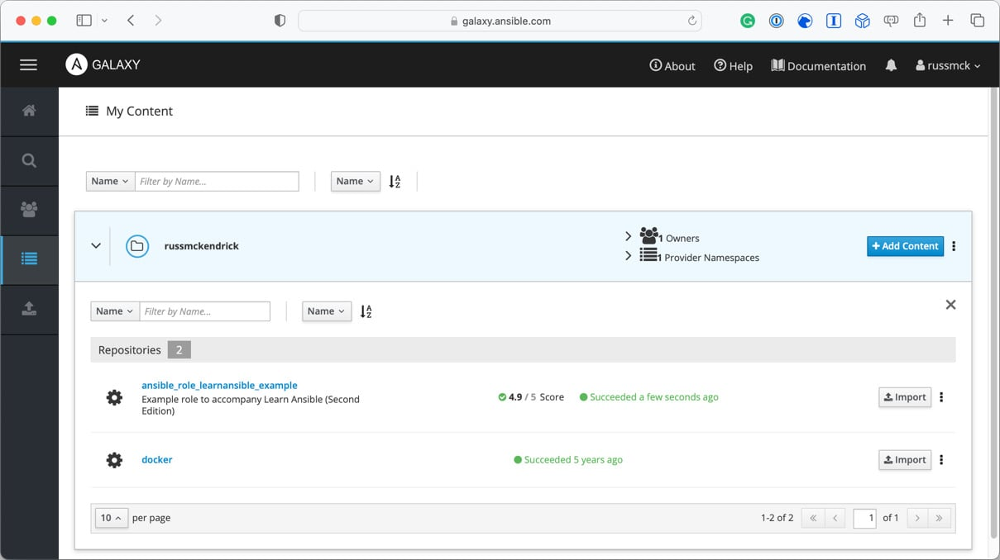 galaxy.ansible.com
GALAXY About Help Documentation russmck
My Content
Name Filter by Name... Name
russmckendrick
1 Owners
1 Provider Namespaces
+ Add Content
Name Filter by Name... Name
Repositories 2
ansible_role_learnansible_example
Example role to accompany Learn Ansible (Second
Edition)
4.9 / 5 Score Succeeded a few seconds ago Import
docker Succeeded 5 years ago Import
10 per page 1-2 of 2 « < 1 of 1 > »